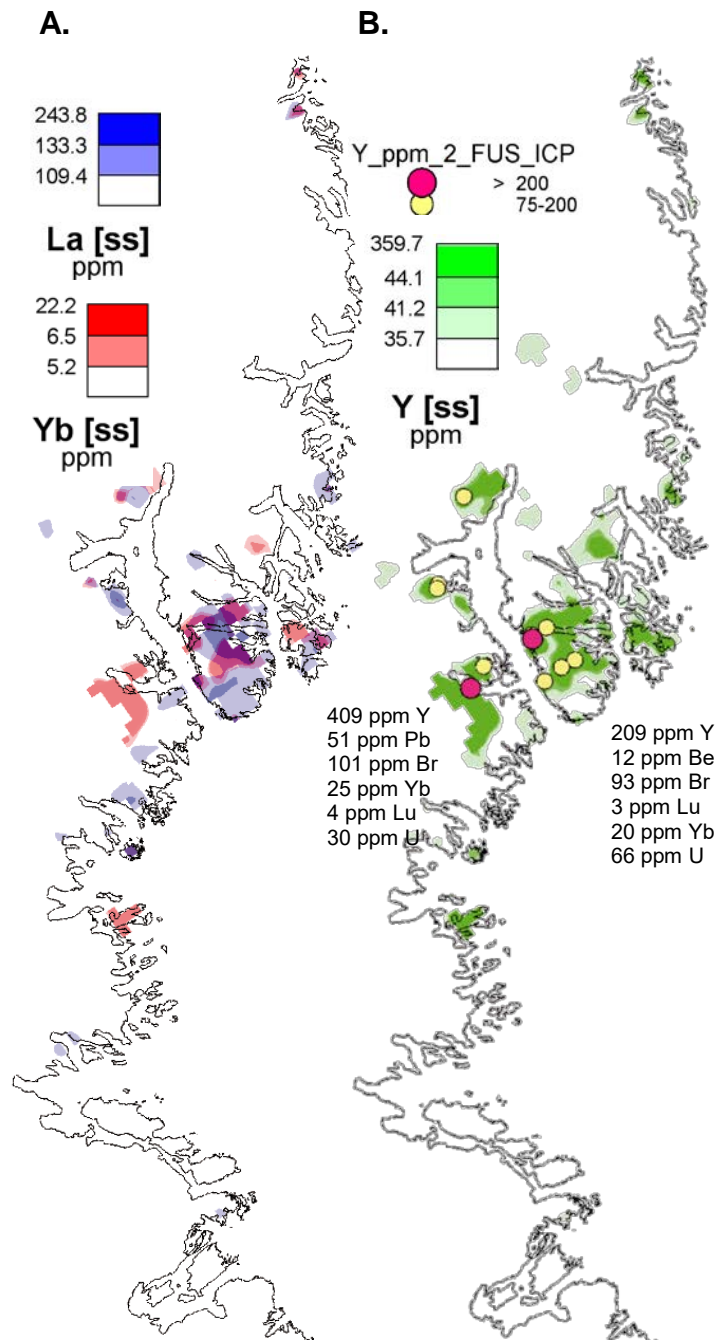 A.
243.8
133.3
109.4
La [ss]
ppm
22.2
6.5
5.2
Yb [ss]
ppm
B.
Y_ppm_2_FUS_ICP
> 200
75-200
359.7
44.1
41.2
35.7
Y [ss]
ppm
409 ppm Y
51 ppm Pb
101 ppm Br
25 ppm Yb
4 ppm Lu
30 ppm U
209 ppm Y
12 ppm Be
93 ppm Br
3 ppm Lu
20 ppm Yb
66 ppm U